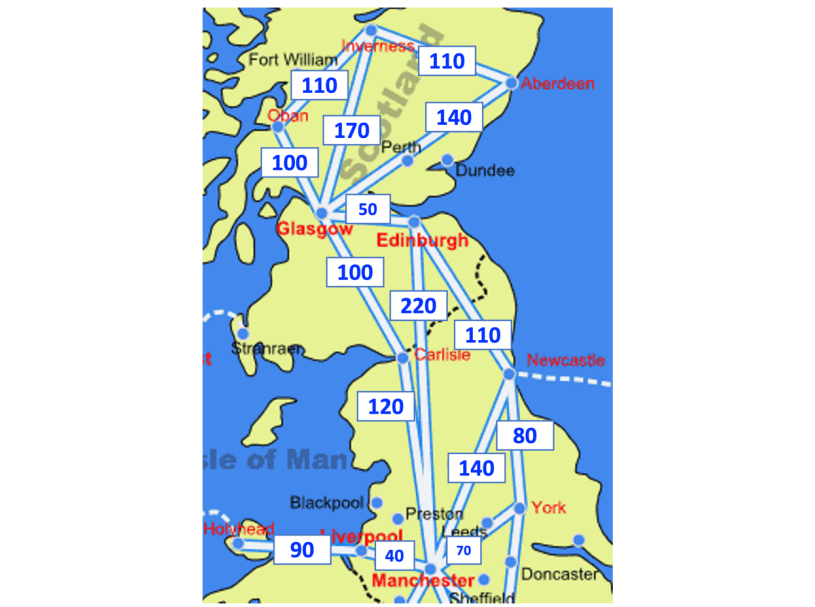 Inverness
Fort William
110
110
Aberdeen
Oban
170
140
Scotland
Perth
100
Dundee
50
Glasgow
Edinburgh
100
220
110
Stranraer
Carlisle
Newcastle
t
120
80
sle of Man
140
Blackpool
Preston
York
Holyhead
Liverpool
Leeds
90
40
70
Manchester
Doncaster
Sheffield